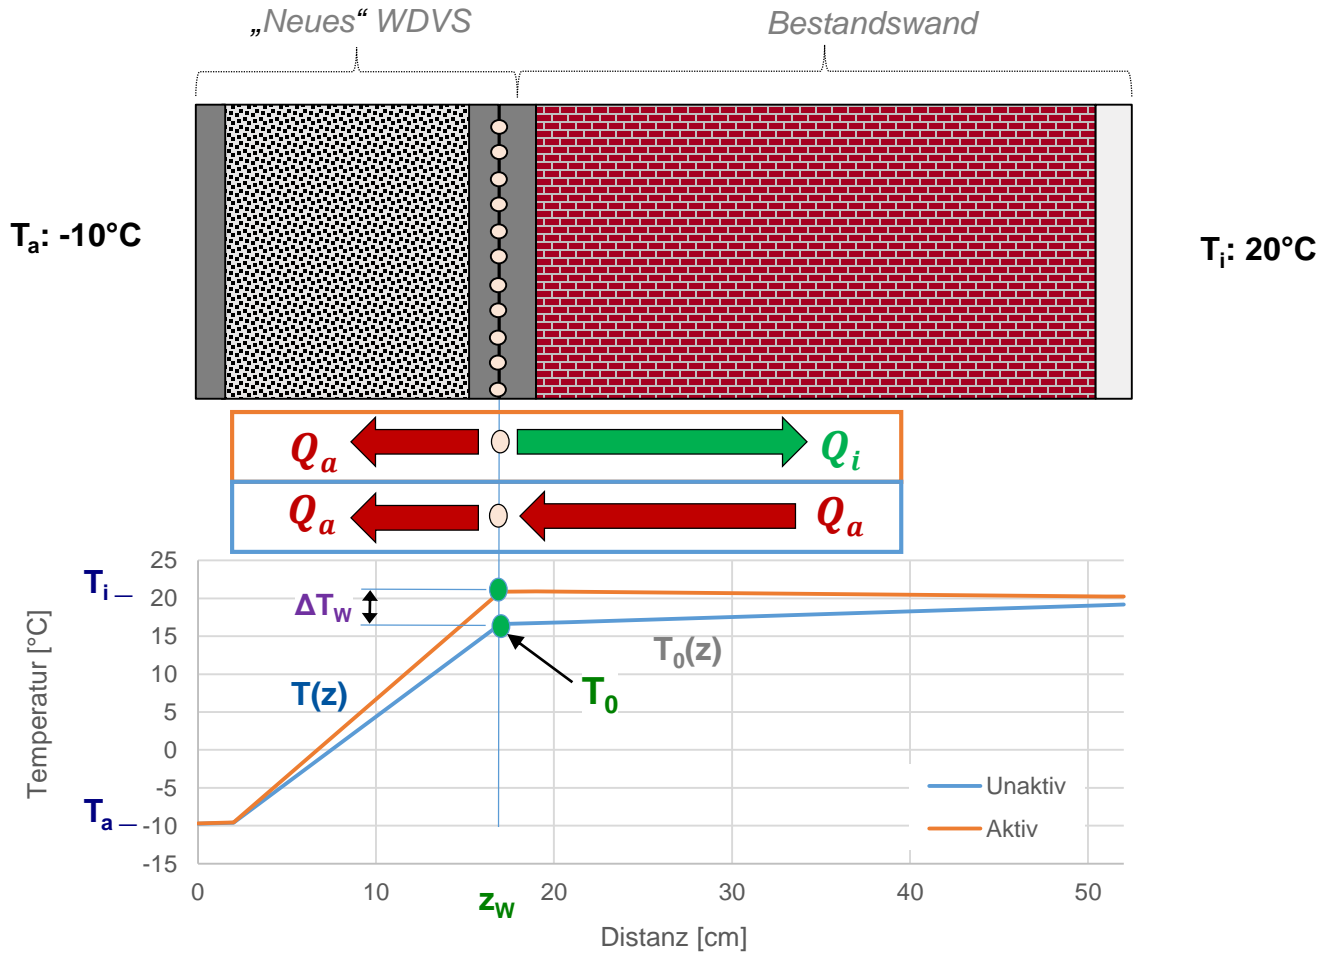 „Neues“ WDVS
Bestandswand
Ta: -10°C
Ti: 20°C
Qa
Qi
Qa
Qa
Temperatur [°C]
Ti
Ta
25
20
15
10
5
0
-5
-10
-15
ΔTW
T(z)
T0(z)
T0
Unaktiv
Aktiv
0
10
20
30
40
50
zW
Distanz [cm]